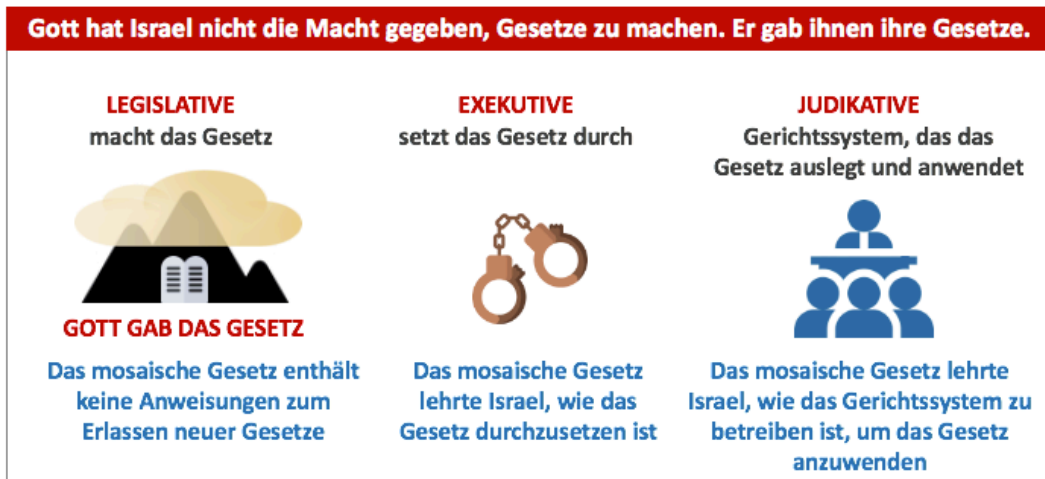 Gott hat Israel nicht die Macht gegeben, Gesetze zu machen. Er gab ihnen ihre Gesetze.
LEGISLATIVE
macht das Gesetz
GOTT GAB DAS GESETZ
Das mosaische Gesetz enthält
keine Anweisungen zum
Erlassen neuer Gesetze
EXEKUTIVE
setzt das Gesetz durch
Das mosaische Gesetz
lehrte Israel, wie das
Gesetz durchzusetzen ist
JUDIKATIVE
Gerichtssystem, das das
Gesetz auslegt und anwendet
Das mosaische Gesetz lehrte
Israel, wie das Gerichtssystem zu
betreiben ist, um das Gesetz
anzuwenden